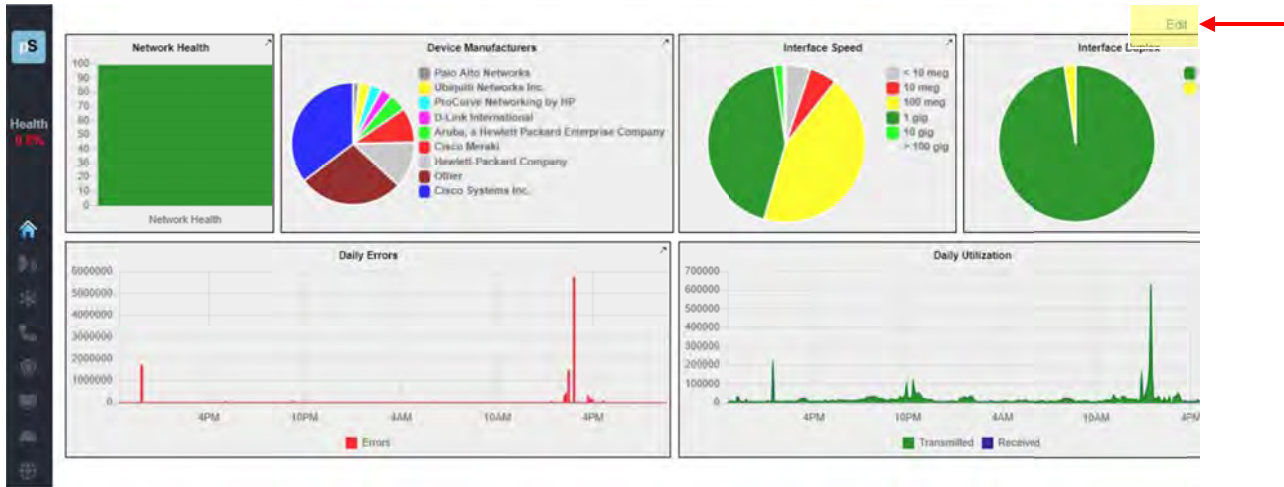 Edit
pS
Health
Network Health
100
90
80
70
60
50
40
30
20
10
0
Network Health
Device Manufacturers
Palo Alto Networks
Ubiquiti Networks Inc.
ProCurve Networking by HP
D-Link International
Aruba, a Hewlett Packard Enterprise Company
Cisco Meraki
Hewlett-Packard Company
Other
Cisco Systems Inc.
Interface Speed
< 10 meg
10 meg
100 meg
1 gig
10 gig
> 100 gig
Interface Duplex
Daily Errors
6000000
5000000
4000000
3000000
2000000
1000000
0
4PM 10PM 4AM 10AM 4PM
Errors
Daily Utilization
700000
600000
500000
400000
300000
200000
100000
0
4PM 10PM 4AM 10AM 4PM
Transmitted Received